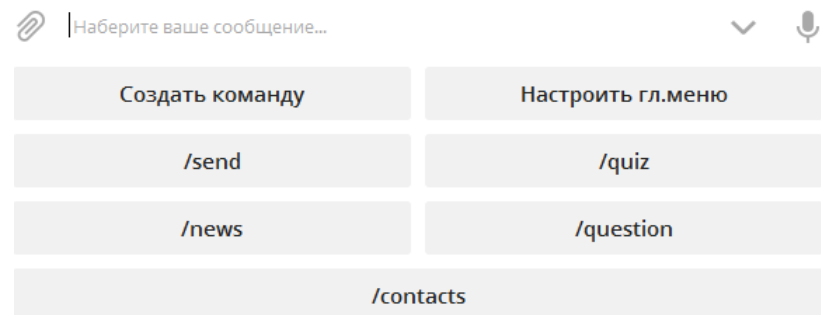 Наберите ваше сообщение...
Создать команду
Настроить гл.меню
/send
/quiz
/news
/question
/contacts